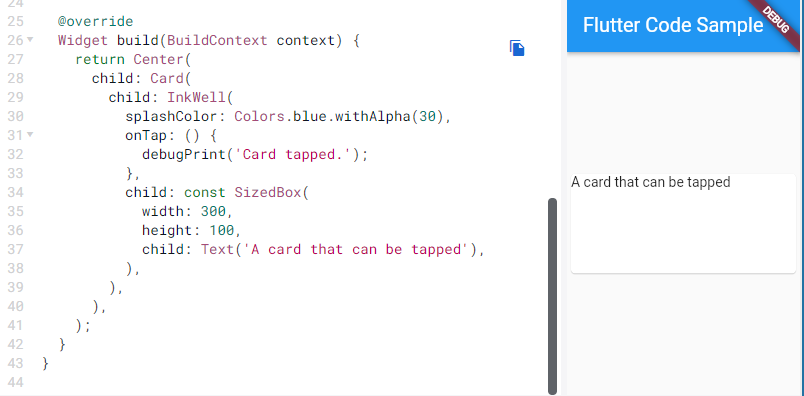 24
25 @override
26 Widget build(BuildContext context) {
27 return Center(
28 child: Card(
29 child: InkWell(
30 splashColor: Colors.blue.withAlpha(30),
31 onTap: () {
32 debugPrint('Card tapped.');
33 },
34 child: const SizedBox(
35 width: 300,
36 height: 100,
37 child: Text('A card that can be tapped'),
38 ),
39 ),
40 ),
41 );
42 }
43 }
44
Flutter Code Sample
DEBUG
A card that can be tapped